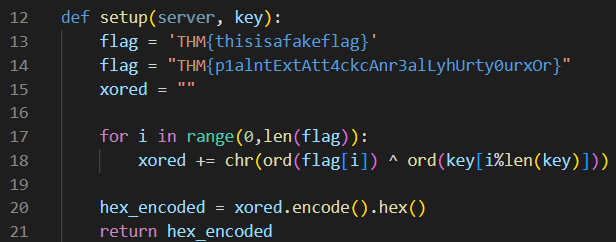 12 def setup(server, key):
13     flag = 'THM{thisisafakeflag}'
14     flag = "THM{p1alntExtAtt4ckcAnr3alLyhUrty0urxOr}"
15     xored = ""
16
17     for i in range(0,len(flag)):
18         xored += chr(ord(flag[i]) ^ ord(key[i%len(key)]))
19
20     hex_encoded = xored.encode().hex()
21     return hex_encoded